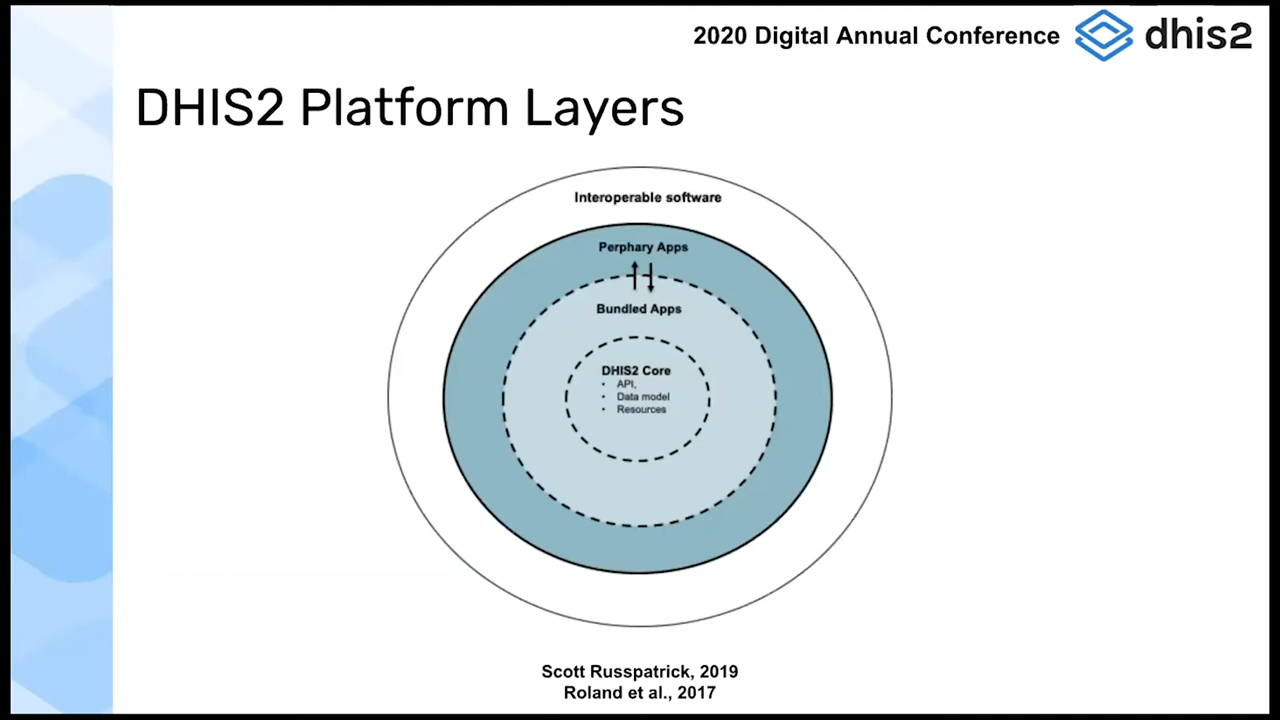 2020 Digital Annual Conference dhis2
DHIS2 Platform Layers
Interoperable software
Perphary Apps
Bundled Apps
DHIS2 Core
• API,
• Data model
• Resources
Scott Russpatrick, 2019
Roland et al., 2017